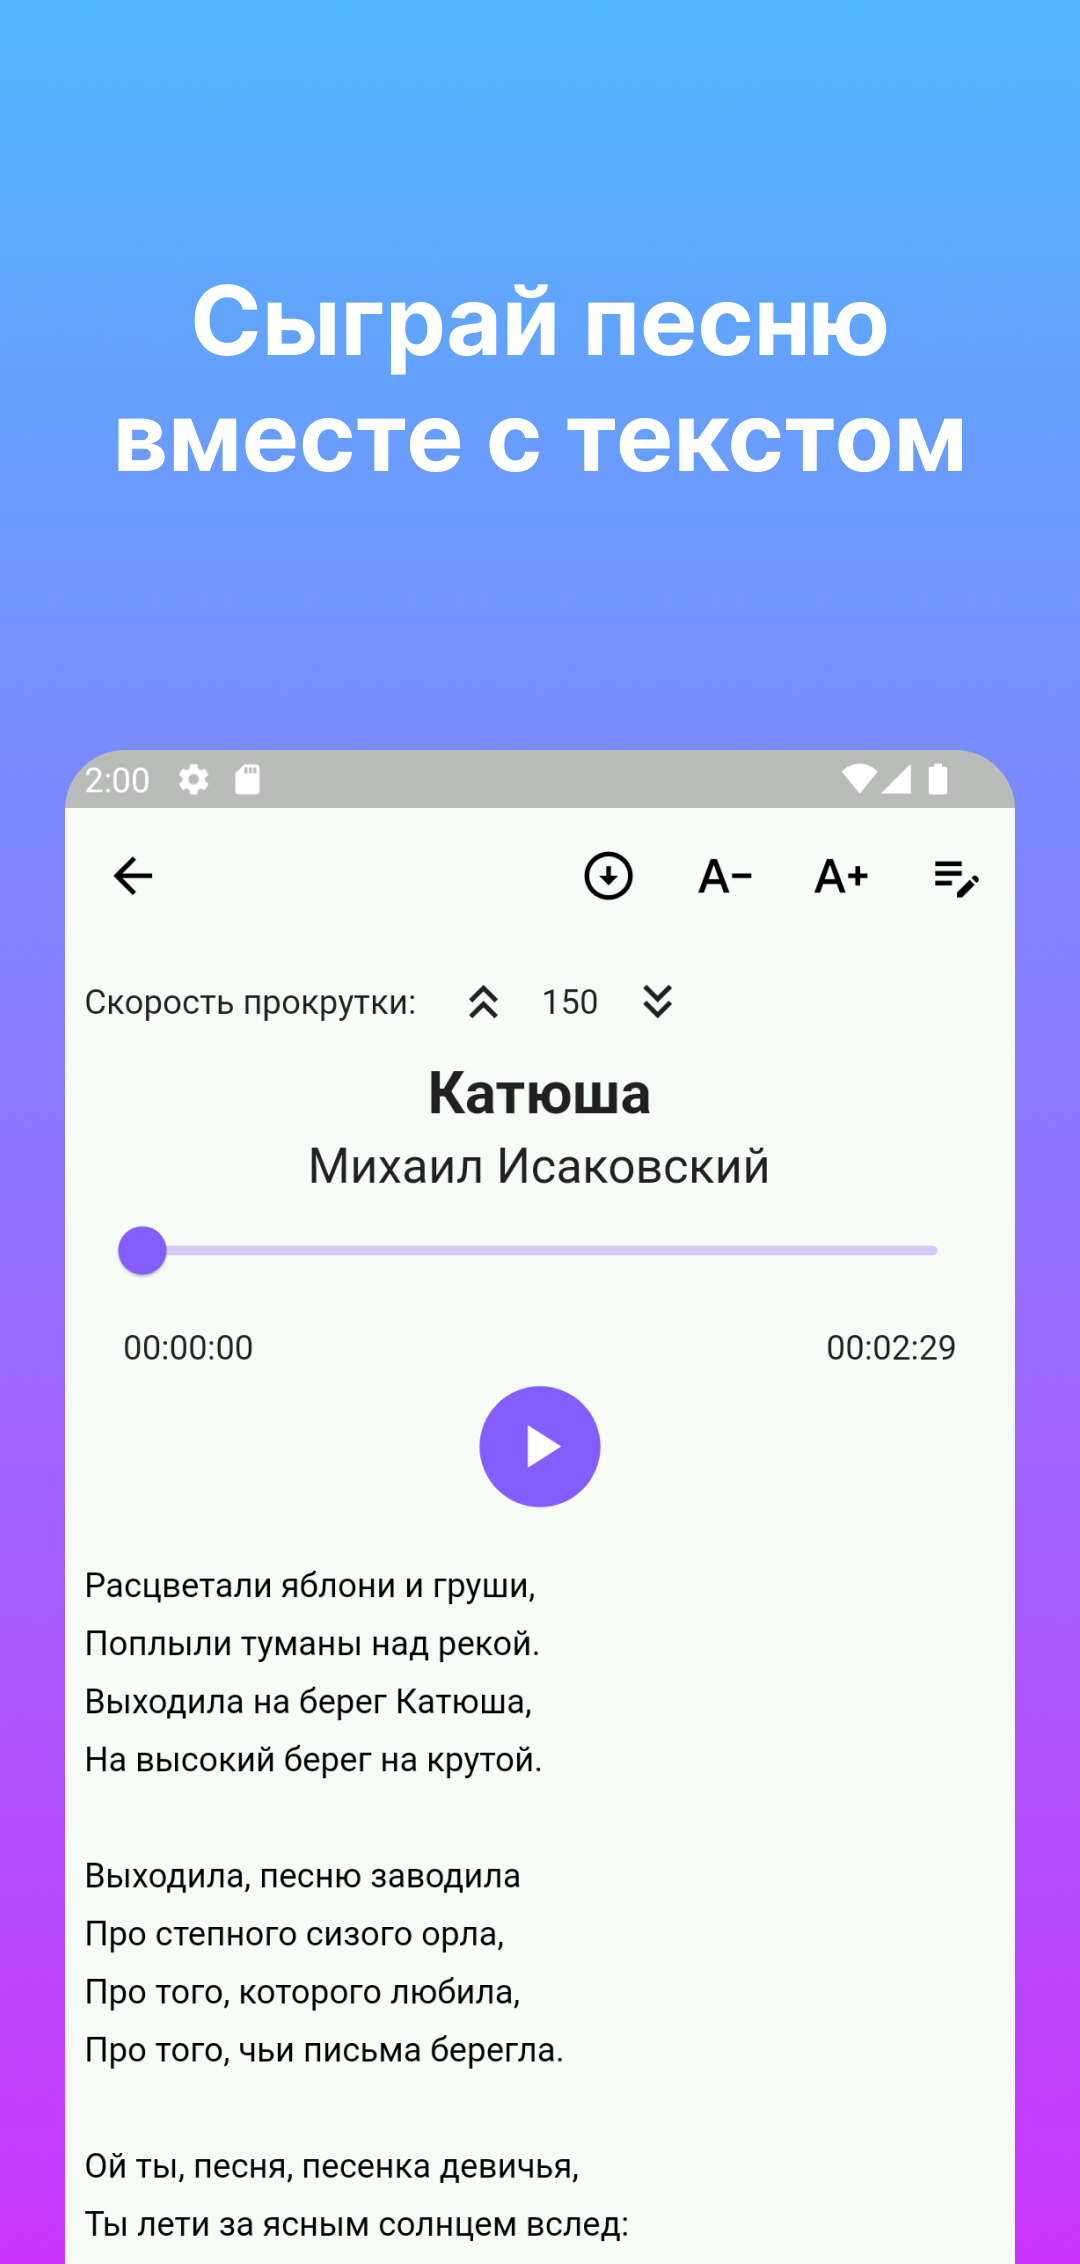 Сыграй песню
вместе с текстом
2:00
A- A+
Скорость прокрутки: 150
Катюша
Михаил Исаковский
00:00:00 00:02:29
Расцветали яблони и груши,
Поплыли туманы над рекой.
Выходила на берег Катюша,
На высокий берег на крутой.
Выходила, песню заводила
Про степного сизого орла,
Про того, которого любила,
Про того, чьи письма берегла.
Ой ты, песня, песенка девичья,
Ты лети за ясным солнцем вслед: